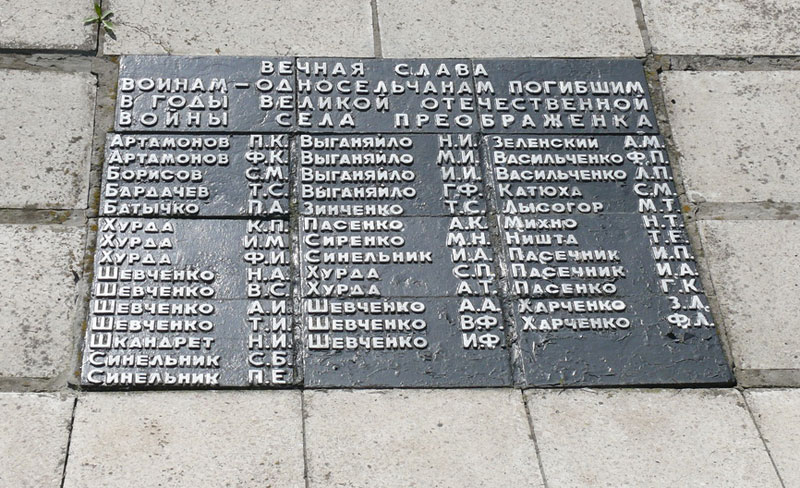 ВЕЧНАЯ СЛАВА
ВОИНАМ–ОДНОСЕЛЬЧАНАМ ПОГИБШИМ
В ГОДЫ ВЕЛИКОЙ ОТЕЧЕСТВЕННОЙ
ВОЙНЫ СЕЛА ПРЕОБРАЖЕНКА
АРТАМОНОВ П.К.
АРТАМОНОВ Ф.К.
БОРИСОВ С.М.
БАРДАЧЕВ Т.С.
БАТЫЧКО П.А.
ХУРДА К.П.
ХУРДА И.М.
ХУРДА Ф.И.
ШЕВЧЕНКО Н.А.
ШЕВЧЕНКО В.С.
ШЕВЧЕНКО А.И.
ШЕВЧЕНКО Т.И.
ШКАНДРЕТ Н.И.
СИНЕЛЬНИК С.Б.
СИНЕЛЬНИК П.Е.
ВЫГАНЯЙЛО Н.И.
ВЫГАНЯЙЛО М.И.
ВЫГАНЯЙЛО И.И.
ВЫГАНЯЙЛО Г.Ф.
ЗИНЧЕНКО Т.С.
ПАСЕНКО А.К.
СИРЕНКО М.Н.
СИНЕЛЬНИК И.А.
ХУРДА С.П.
ХУРДА А.Т.
ШЕВЧЕНКО А.А.
ШЕВЧЕНКО В.Ф.
ШЕВЧЕНКО И.Ф.
ЗЕЛЕНСКИЙ А.М.
ВАСИЛЬЧЕНКО Ф.П.
ВАСИЛЬЧЕНКО Л.П.
КАТЮХА С.М.
ЛЫСОГОР М.Т.
МИХНО Н.Т.
НИШТА Т.Е.
ПАСЕЧНИК И.П.
ПАСЕЧНИК И.А.
ПАСЕНКО Г.К.
ХАРЧЕНКО З.Л.
ХАРЧЕНКО Ф.Л.